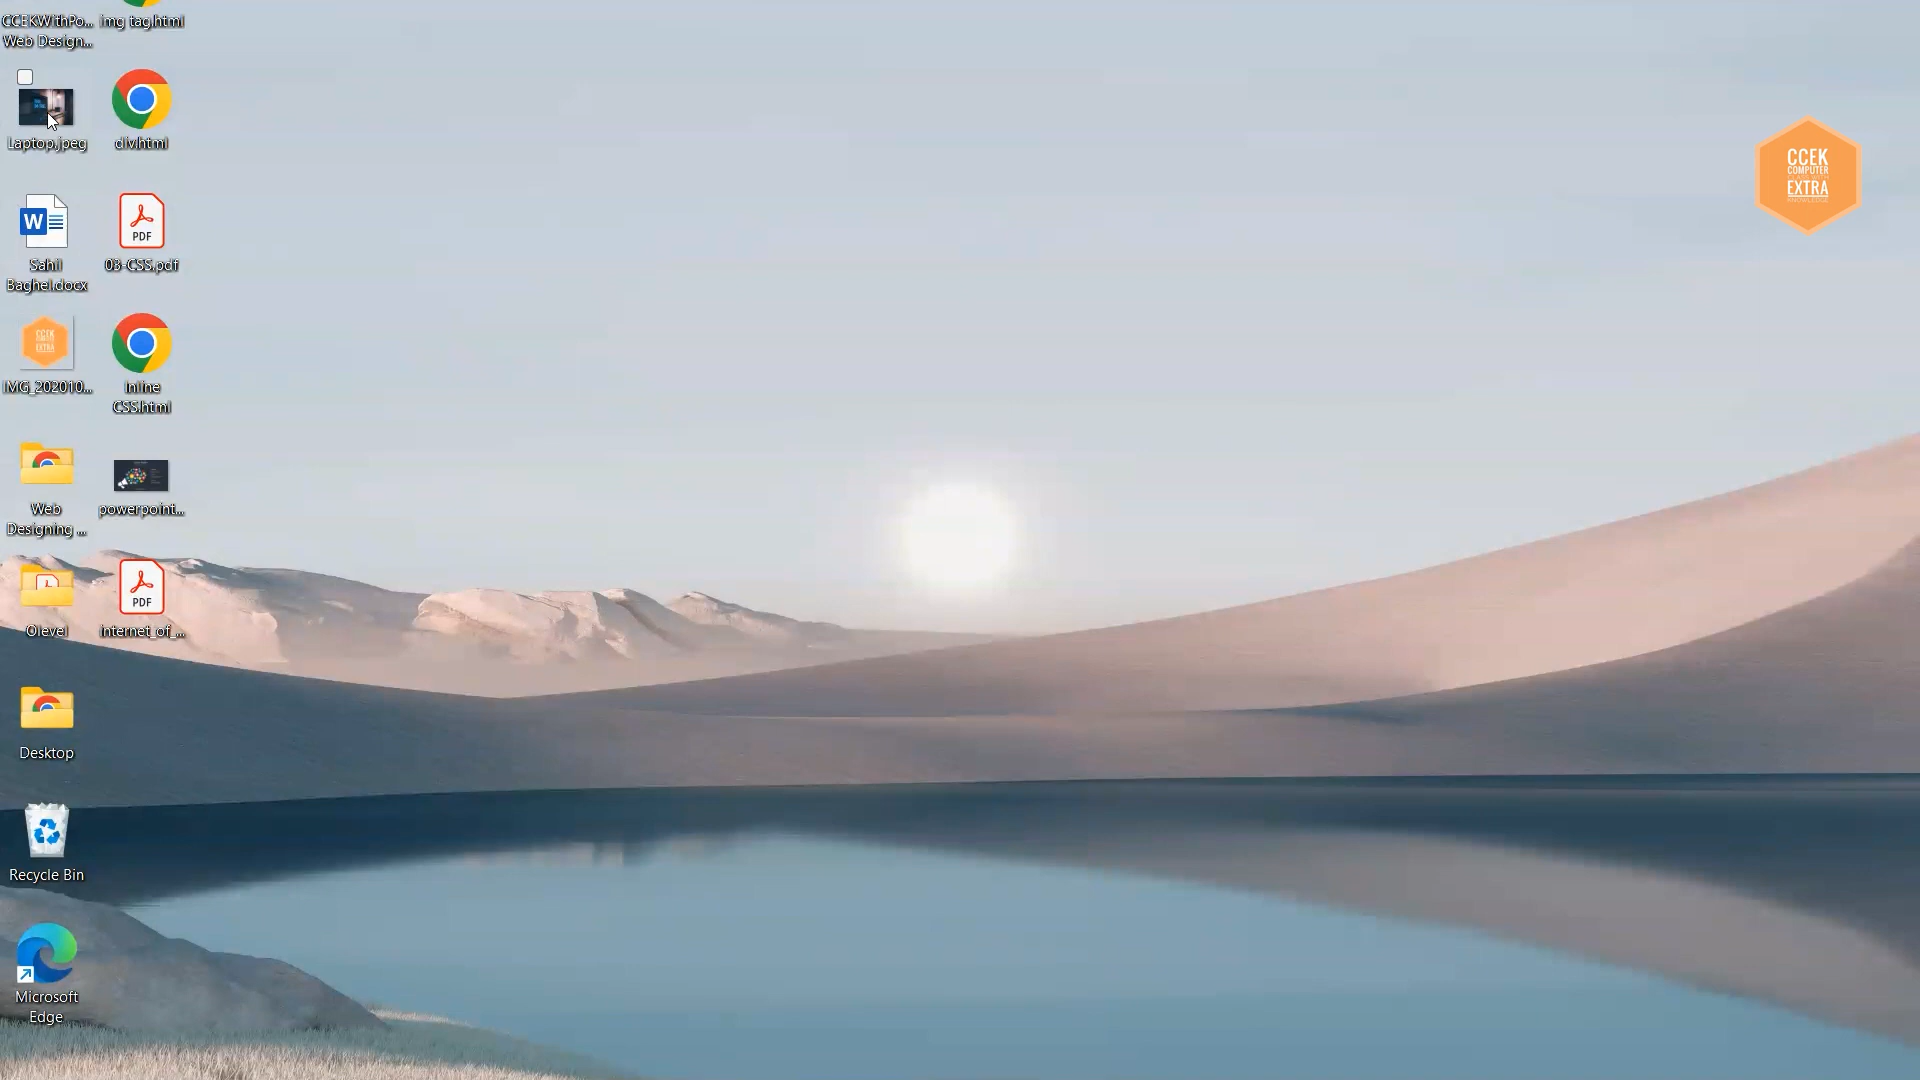 CCEKWithPo...
Web Design...
img tag.html
Laptop.jpeg
div.html
W
Sahil
Baghel.docx
PDF
03-CSS.pdf
CCEK
EXTRA
IMG_202010...
Inline
CSS.html
Web
Designing ...
powerpoint...
Olevel
PDF
internet_of_...
Desktop
Recycle Bin
Microsoft
Edge
CCEK
COMPUTER
EXTRA
KNOWLEDGE